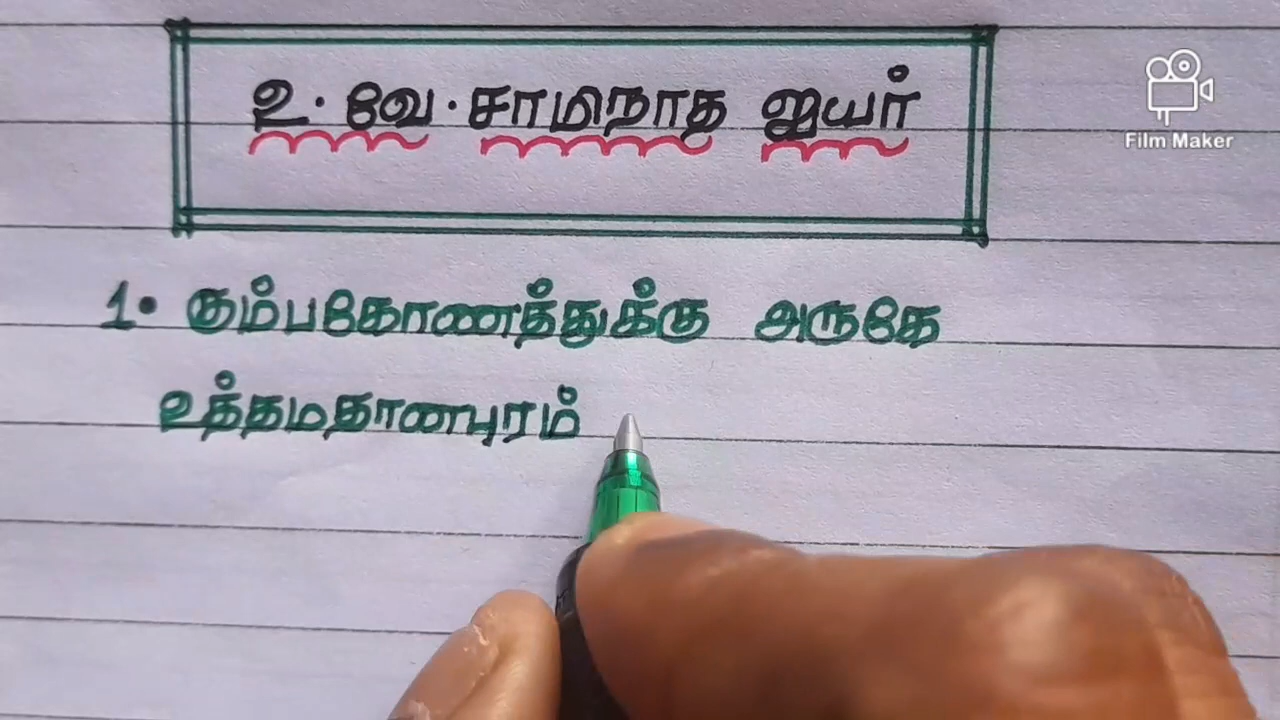 உ. வே. சாமிநாத ஐயர்
Film Maker
1. கும்பகோணத்துக்கு அருகே
உத்தமதானபுரம்